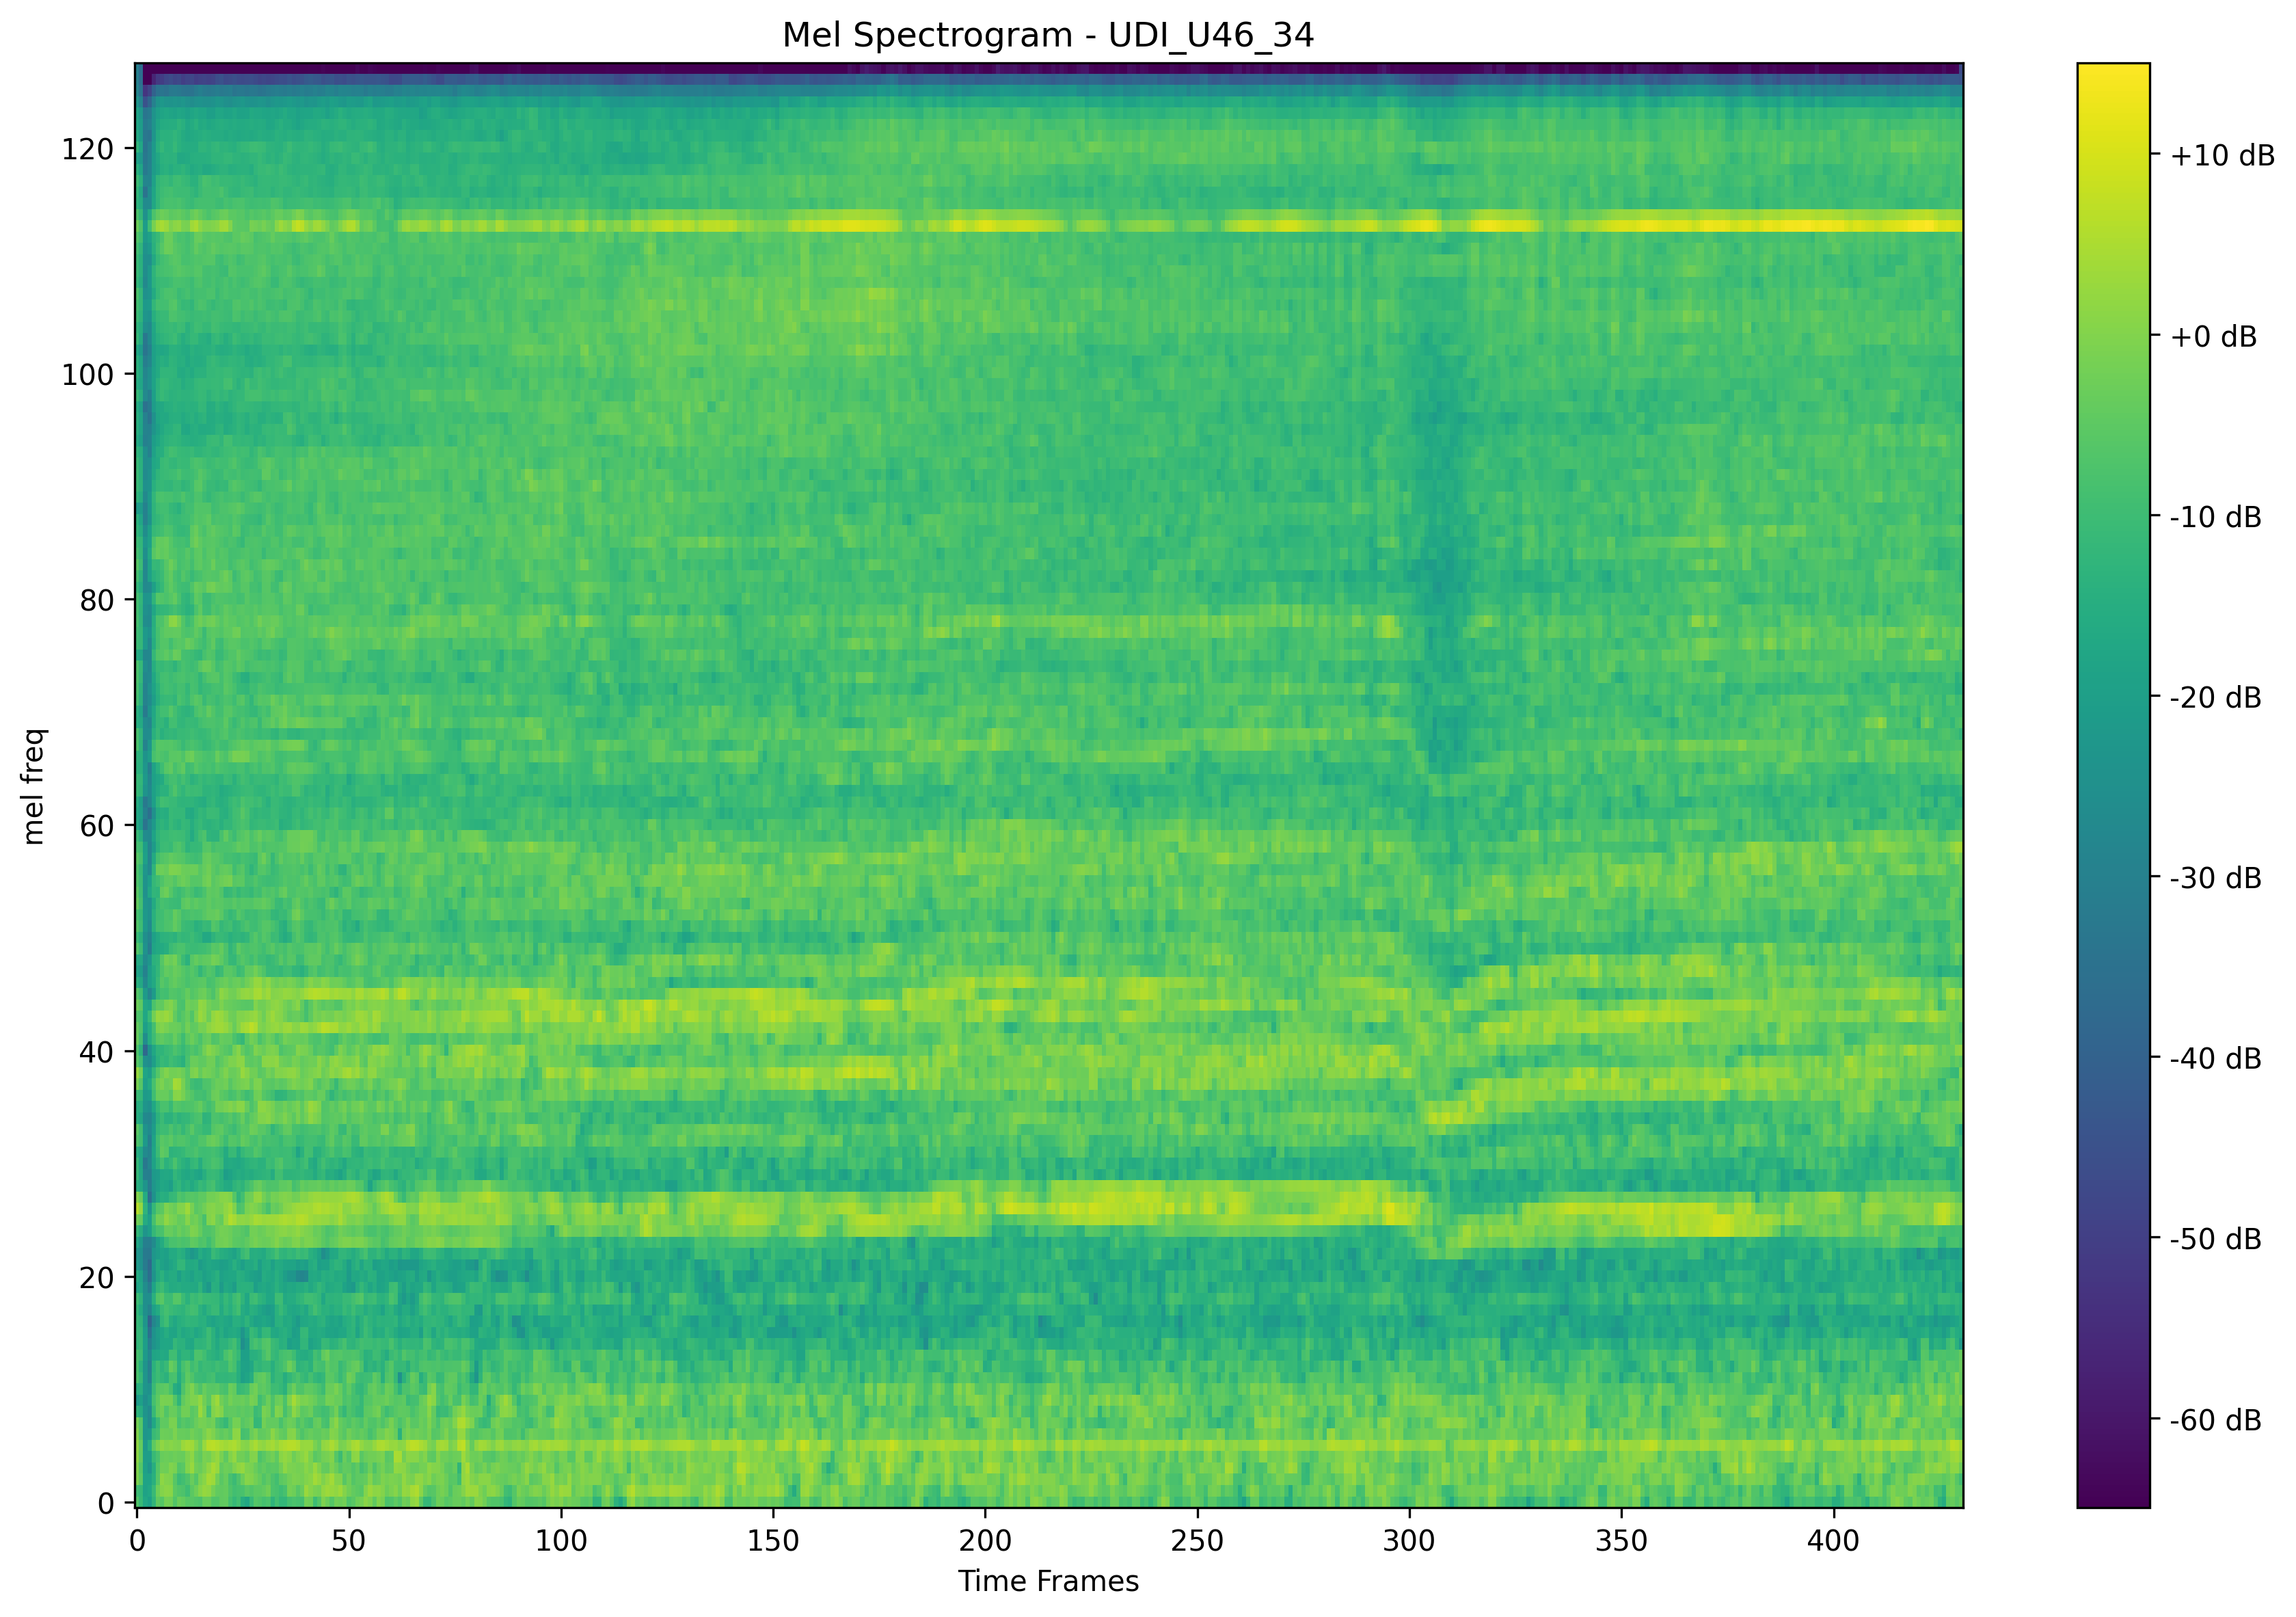 Mel Spectrogram - UDI_U46_34
mel freq
120
100
80
60
40
20
0
0 50 100 150 200 250 300 350 400
Time Frames
+10 dB
+0 dB
-10 dB
-20 dB
-30 dB
-40 dB
-50 dB
-60 dB